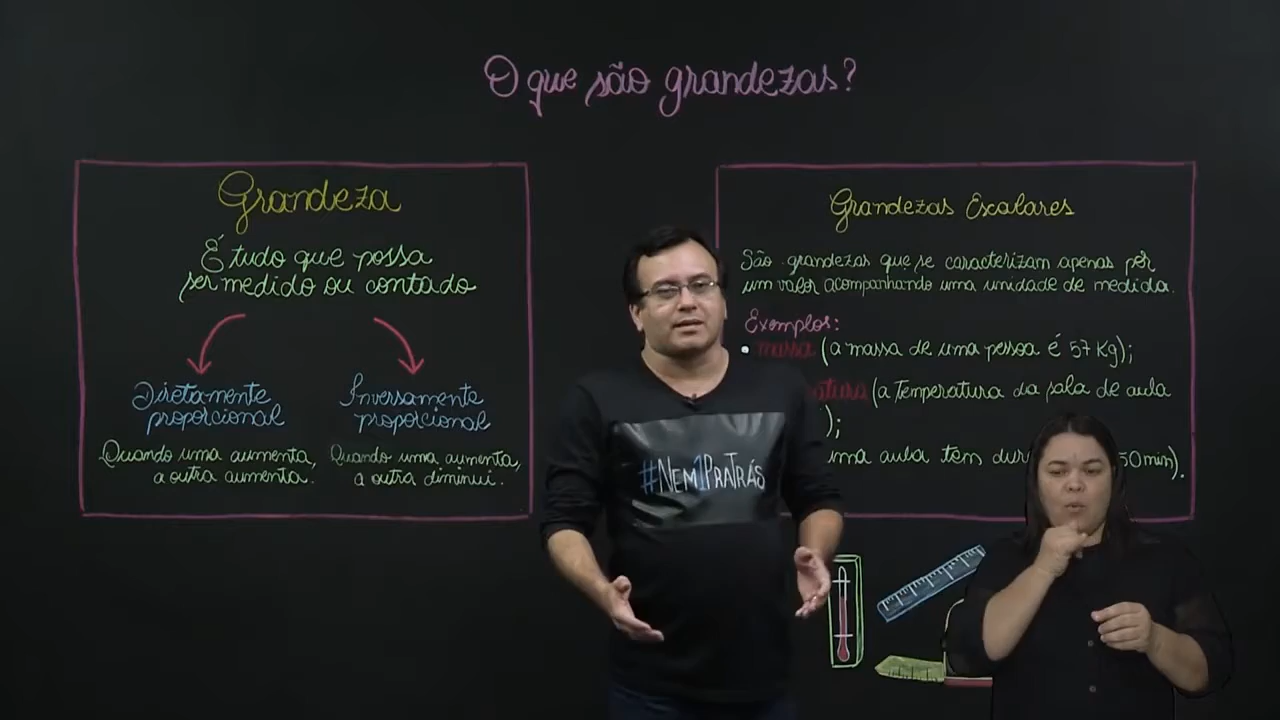 O que são grandezas?
Grandeza
É tudo que possa
ser medido ou contado
Diretamente
proporcional
Quando uma aumenta,
a outra aumenta.
Inversamente
proporcional
Quando uma aumenta,
a outra diminui.
Grandezas Escalares
São grandezas que se caracterizam apenas por
um valor acompanhando uma unidade de medida.
Exemplos:
• massa (a massa de uma pessoa é 57 Kg);
(a temperatura da sala de aula
);
uma aula tem 50 min).
#NEM1PRATRÁS